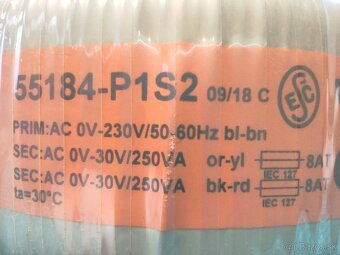 55184-P1S2 09/18 C
PRIM:AC 0V-230V/50-60Hz bl-bn
SEC:AC 0V-30V/250VA or-yl 8AT
IEC 127
SEC:AC 0V-30V/250VA bk-rd 8AT
IEC 127
ta=30°C
ESC